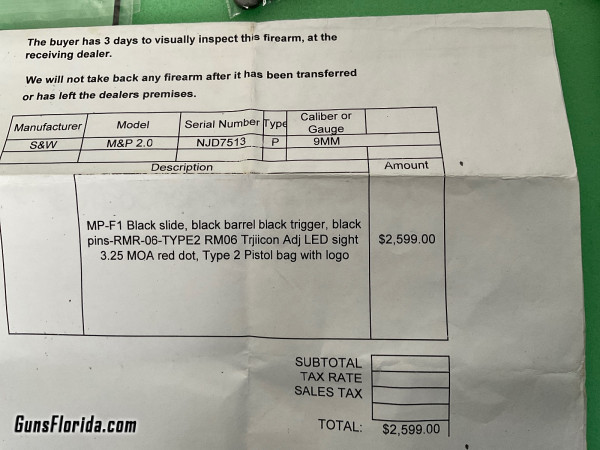 The buyer has 3 days to visually inspect this firearm, at the
receiving dealer.
We will not take back any firearm after it has been transferred
or has left the dealers premises.
Manufacturer Model Serial Number Type Caliber or Gauge
S&W M&P 2.0 NJD7513 P 9MM
Description Amount
MP-F1 Black slide, black barrel black trigger, black
pins-RMR-06-TYPE2 RM06 Trjiicon Adj LED sight $2,599.00
3.25 MOA red dot, Type 2 Pistol bag with logo
SUBTOTAL
TAX RATE
SALES TAX
TOTAL: $2,599.00
GunsFlorida.com